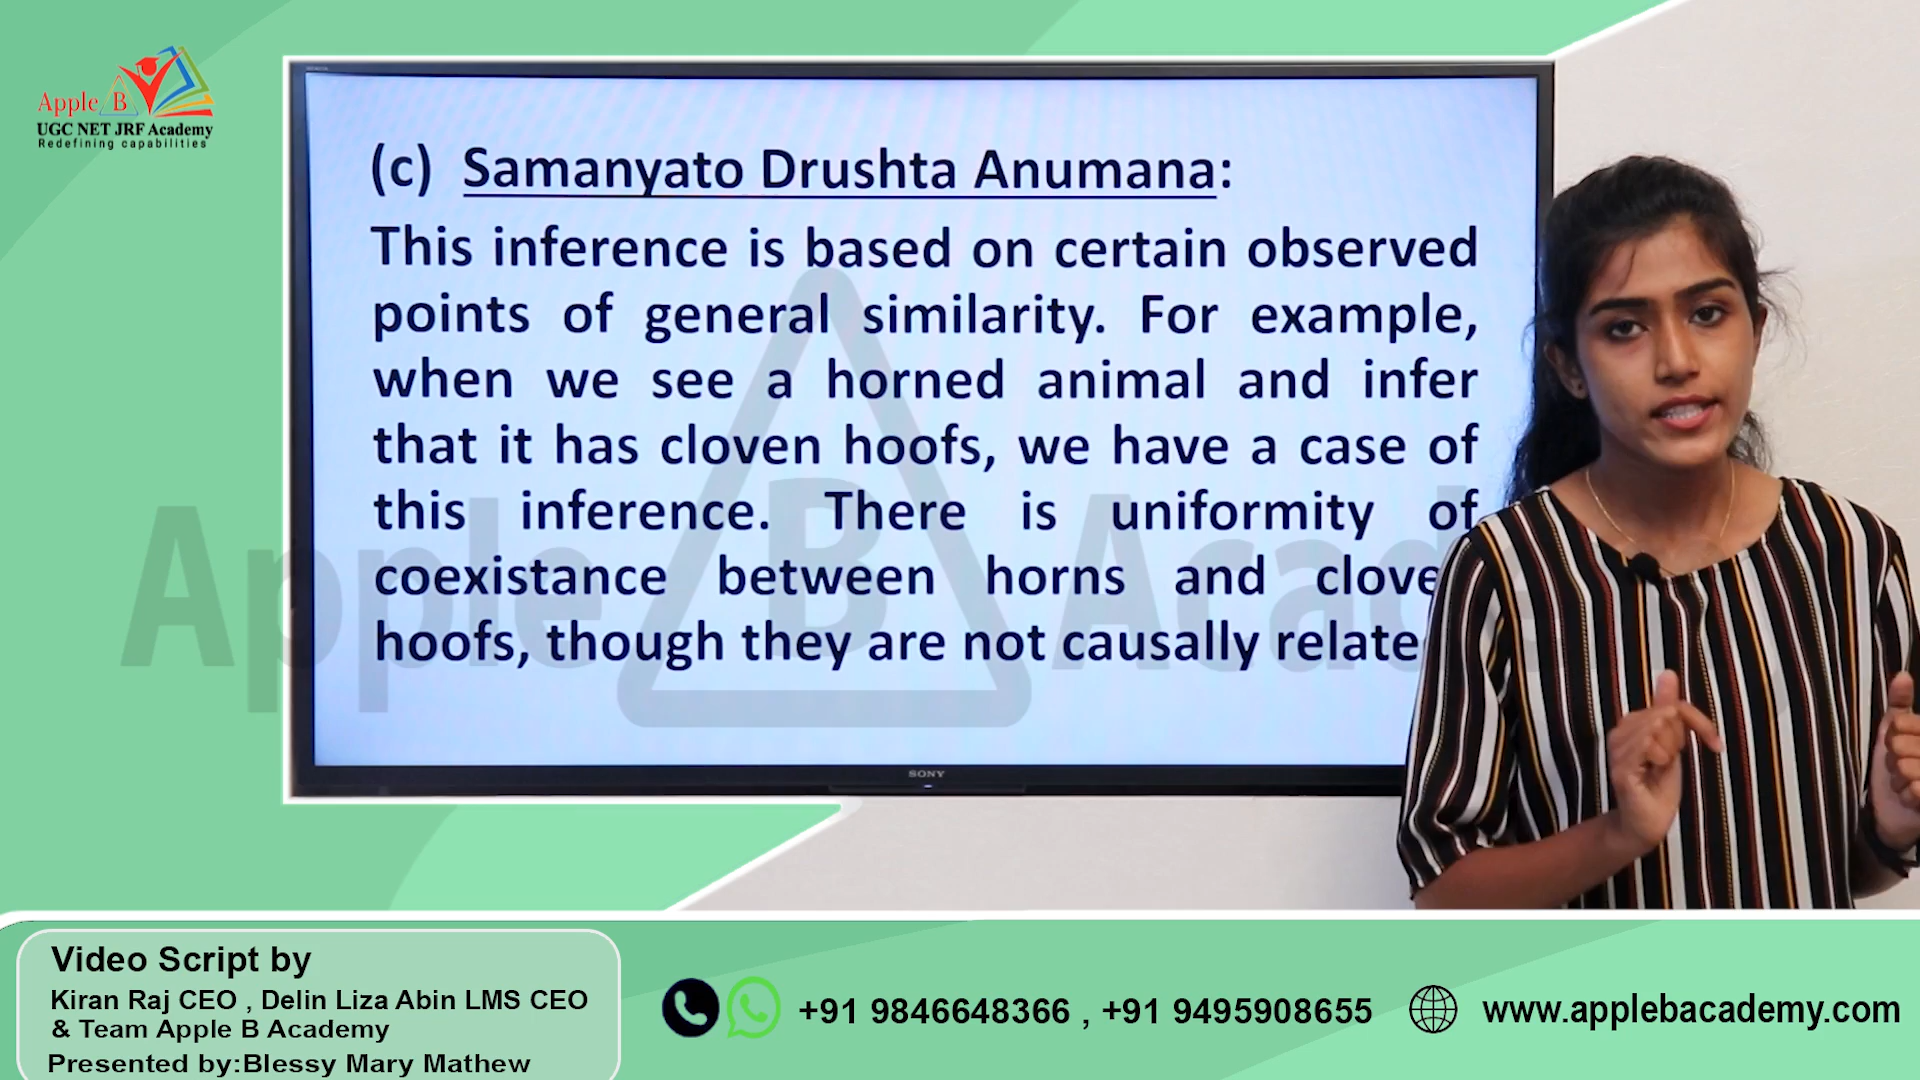 Apple B
UGC NET JRF Academy
Redefining capabilities
(c) Samanyato Drushta Anumana:
This inference is based on certain observed
points of general similarity. For example,
when we see a horned animal and infer
that it has cloven hoofs, we have a case of
this inference. There is uniformity of
coexistance between horns and clove
hoofs, though they are not causally relate
Apple B Acade
SONY
Video Script by
Kiran Raj CEO , Delin Liza Abin LMS CEO
& Team Apple B Academy
Presented by:Blessy Mary Mathew
+91 9846648366 , +91 9495908655
www.applebacademy.com